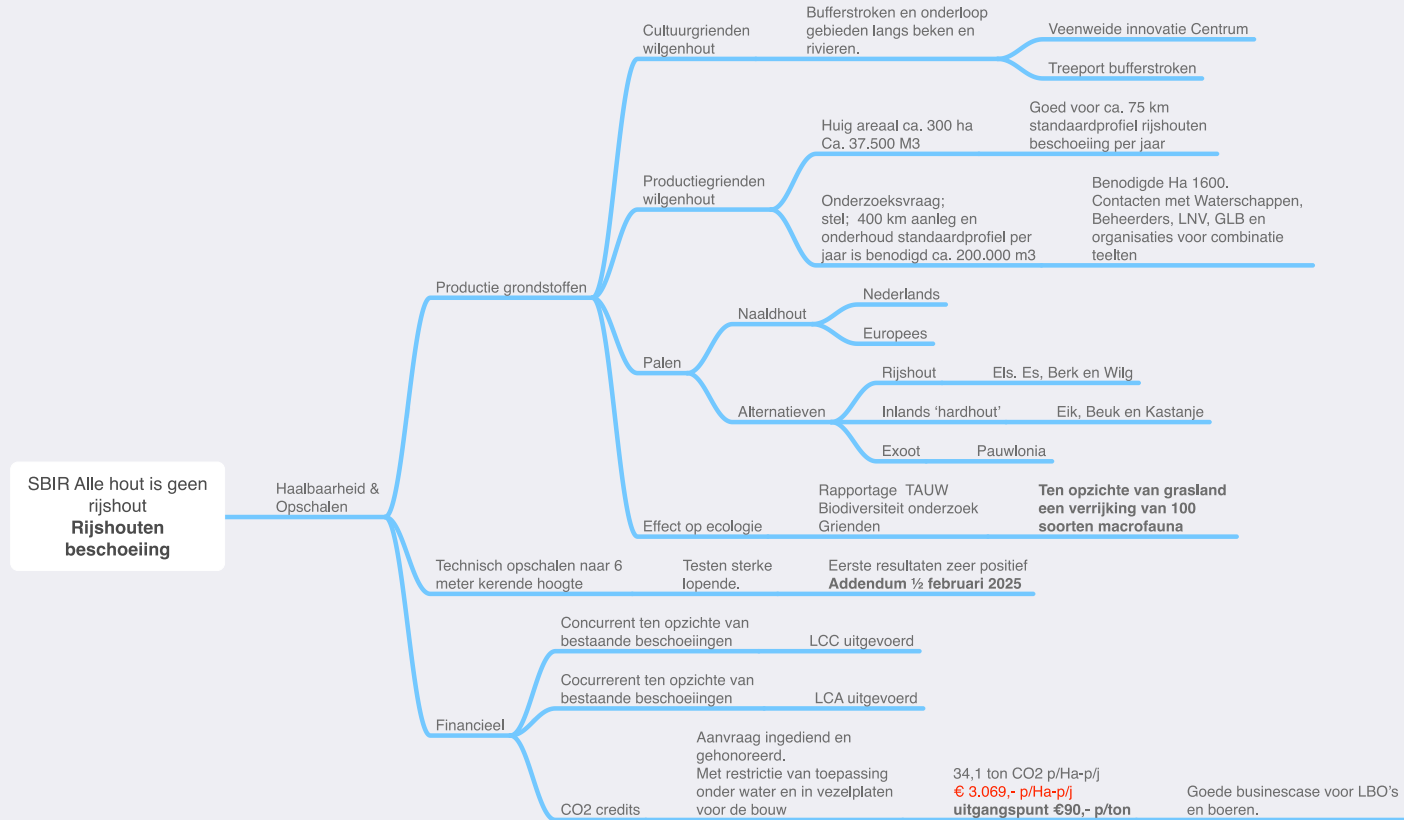 SBIR Alle hout is geen
rijshout
Rijshouten
beschoeiing
Haalbaarheid &
Opschalen
Productie grondstoffen
Cultuurgrienden
wilgenhout
Bufferstroken en onderloop
gebieden langs beken en
rivieren.
Veenweide innovatie Centrum
Treeport bufferstroken
Productiegrienden
wilgenhout
Huig areaal ca. 300 ha
Ca. 37.500 M3
Goed voor ca. 75 km
standaardprofiel rijshouten
beschoeiing per jaar
Onderzoeksvraag;
stel; 400 km aanleg en
onderhoud standaardprofiel per
jaar is benodigd ca. 200.000 m3
Benodigde Ha 1600.
Contacten met Waterschappen,
Beheerders, LNV, GLB en
organisaties voor combinatie
teelten
Palen
Naaldhout
Nederlands
Europees
Alternatieven
Rijshout
Els. Es, Berk en Wilg
Inlands ‘hardhout’
Eik, Beuk en Kastanje
Exoot
Pauwlonia
Effect op ecologie
Rapportage TAUW
Biodiversiteit onderzoek
Grienden
Ten opzichte van grasland
een verrijking van 100
soorten macrofauna
Technisch opschalen naar 6
meter kerende hoogte
Testen sterke
lopende.
Eerste resultaten zeer positief
Addendum ½ februari 2025
Financieel
Concurrent ten opzichte van
bestaande beschoeiingen
LCC uitgevoerd
Cocurrerent ten opzichte van
bestaande beschoeiingen
LCA uitgevoerd
CO2 credits
Aanvraag ingediend en
gehonoreerd.
Met restrictie van toepassing
onder water en in vezelplaten
voor de bouw
34,1 ton CO2 p/Ha-p/j
€ 3.069,- p/Ha-p/j
uitgangspunt €90,- p/ton
Goede businescase voor LBO’s
en boeren.